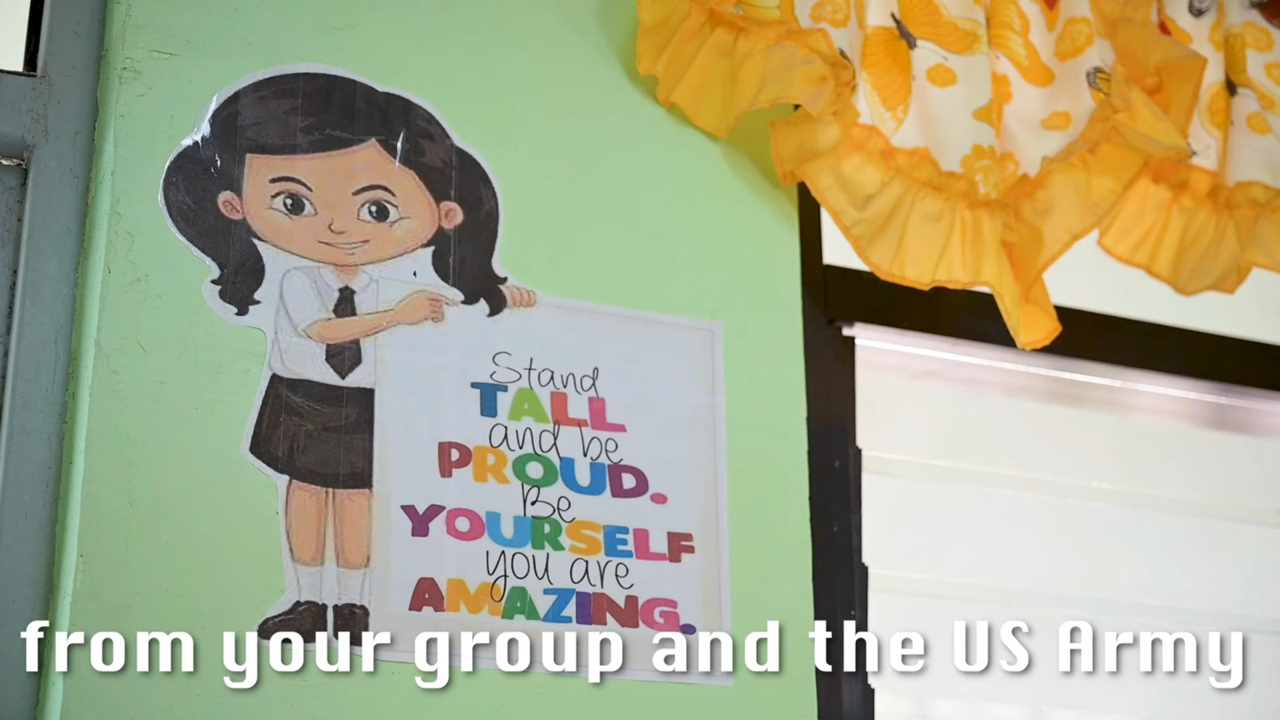 Stand
TALL
and be
PROUD.
Be
YOURSELF
you are
AMAZING.
from your group and the US Army